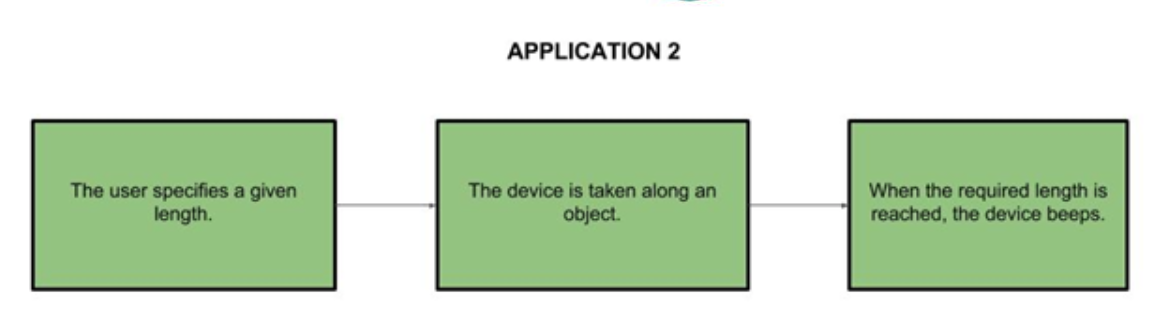 APPLICATION 2
The user specifies a given
length.
The device is taken along an
object.
When the required length is
reached, the device beeps.